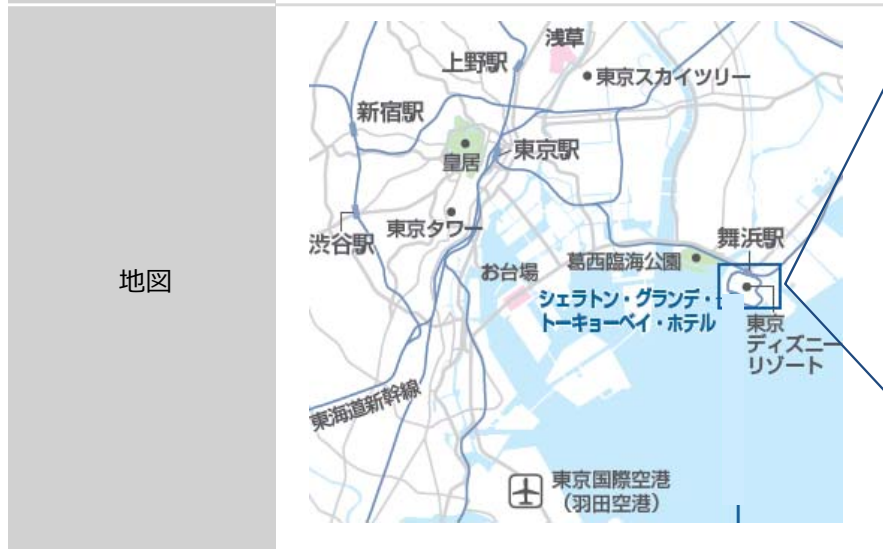 地図
浅草
上野駅
東京スカイツリー
新宿駅
皇居
東京駅
東京タワー
渋谷駅
舞浜駅
葛西臨海公園
お台場
シェラトン・グランデ・
トーキョーベイ・ホテル
東京
ディズニー
リゾート
東海道新幹線
東京国際空港
（羽田空港）